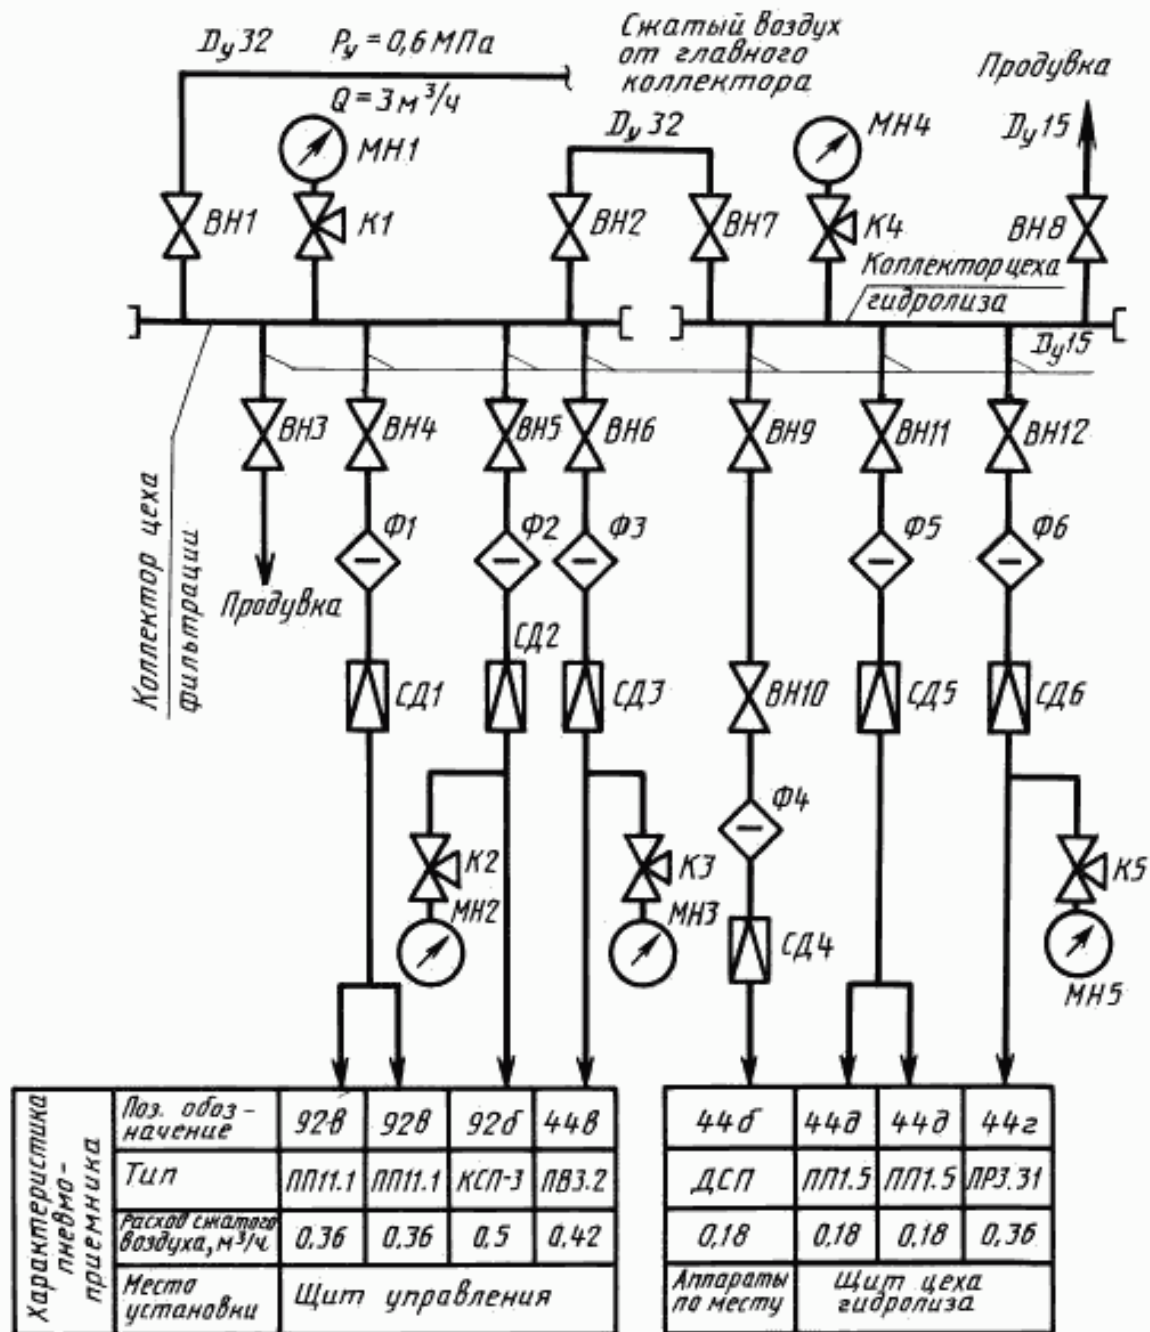 Dу32
Pу = 0,6 МПа
Q = 3 м³/ч
Сжатый воздух
от главного
коллектора
Продувка
МН1
Dу32
МН4
Dу15
ВН1
К1
ВН2
ВН7
К4
ВН8
Коллектор цеха
гидролиза
Dу15
ВН3
ВН4
ВН5
ВН6
ВН9
ВН11
ВН12
Коллектор цеха
фильтрации
Ф1
Ф2
Ф3
Ф5
Ф6
Продувка
СД2
СД1
СД3
ВН10
СД5
СД6
Ф4
К2
К3
К5
МН2
МН3
СД4
МН5
Характеристика
пневмо-
приемника
Поз. обоз-
начение
92в
92в
92б
44в
44б
44д
44д
44г
Тип
ПП11.1
ПП11.1
КСП-3
ПВ3.2
ДСП
ПП1.5
ПП1.5
ПР3.31
Расход сжатого
воздуха, м³/ч
0.36
0.36
0.5
0.42
0,18
0.18
0.18
0,36
Место
установки
Щит управления
Аппараты
по месту
Щит цеха
гидролиза